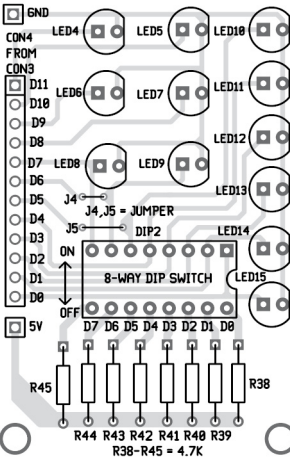 GND
LED4 LED5 LED10
CON4
FROM
CON3
D11
D10
D9
D8
D7
D6
D5
D4
D3
D2
D1
D0
LED6 LED7 LED11
LED12
LED8 LED9
LED13
J4
J4,J5 = JUMPER
J5 DIP2
LED14
ON
8-WAY DIP SWITCH
LED15
OFF
D7 D6 D5 D4 D3 D2 D1 D0
5V
R45 R38
R44 R43 R42 R41 R40 R39
R38-R45 = 4.7K